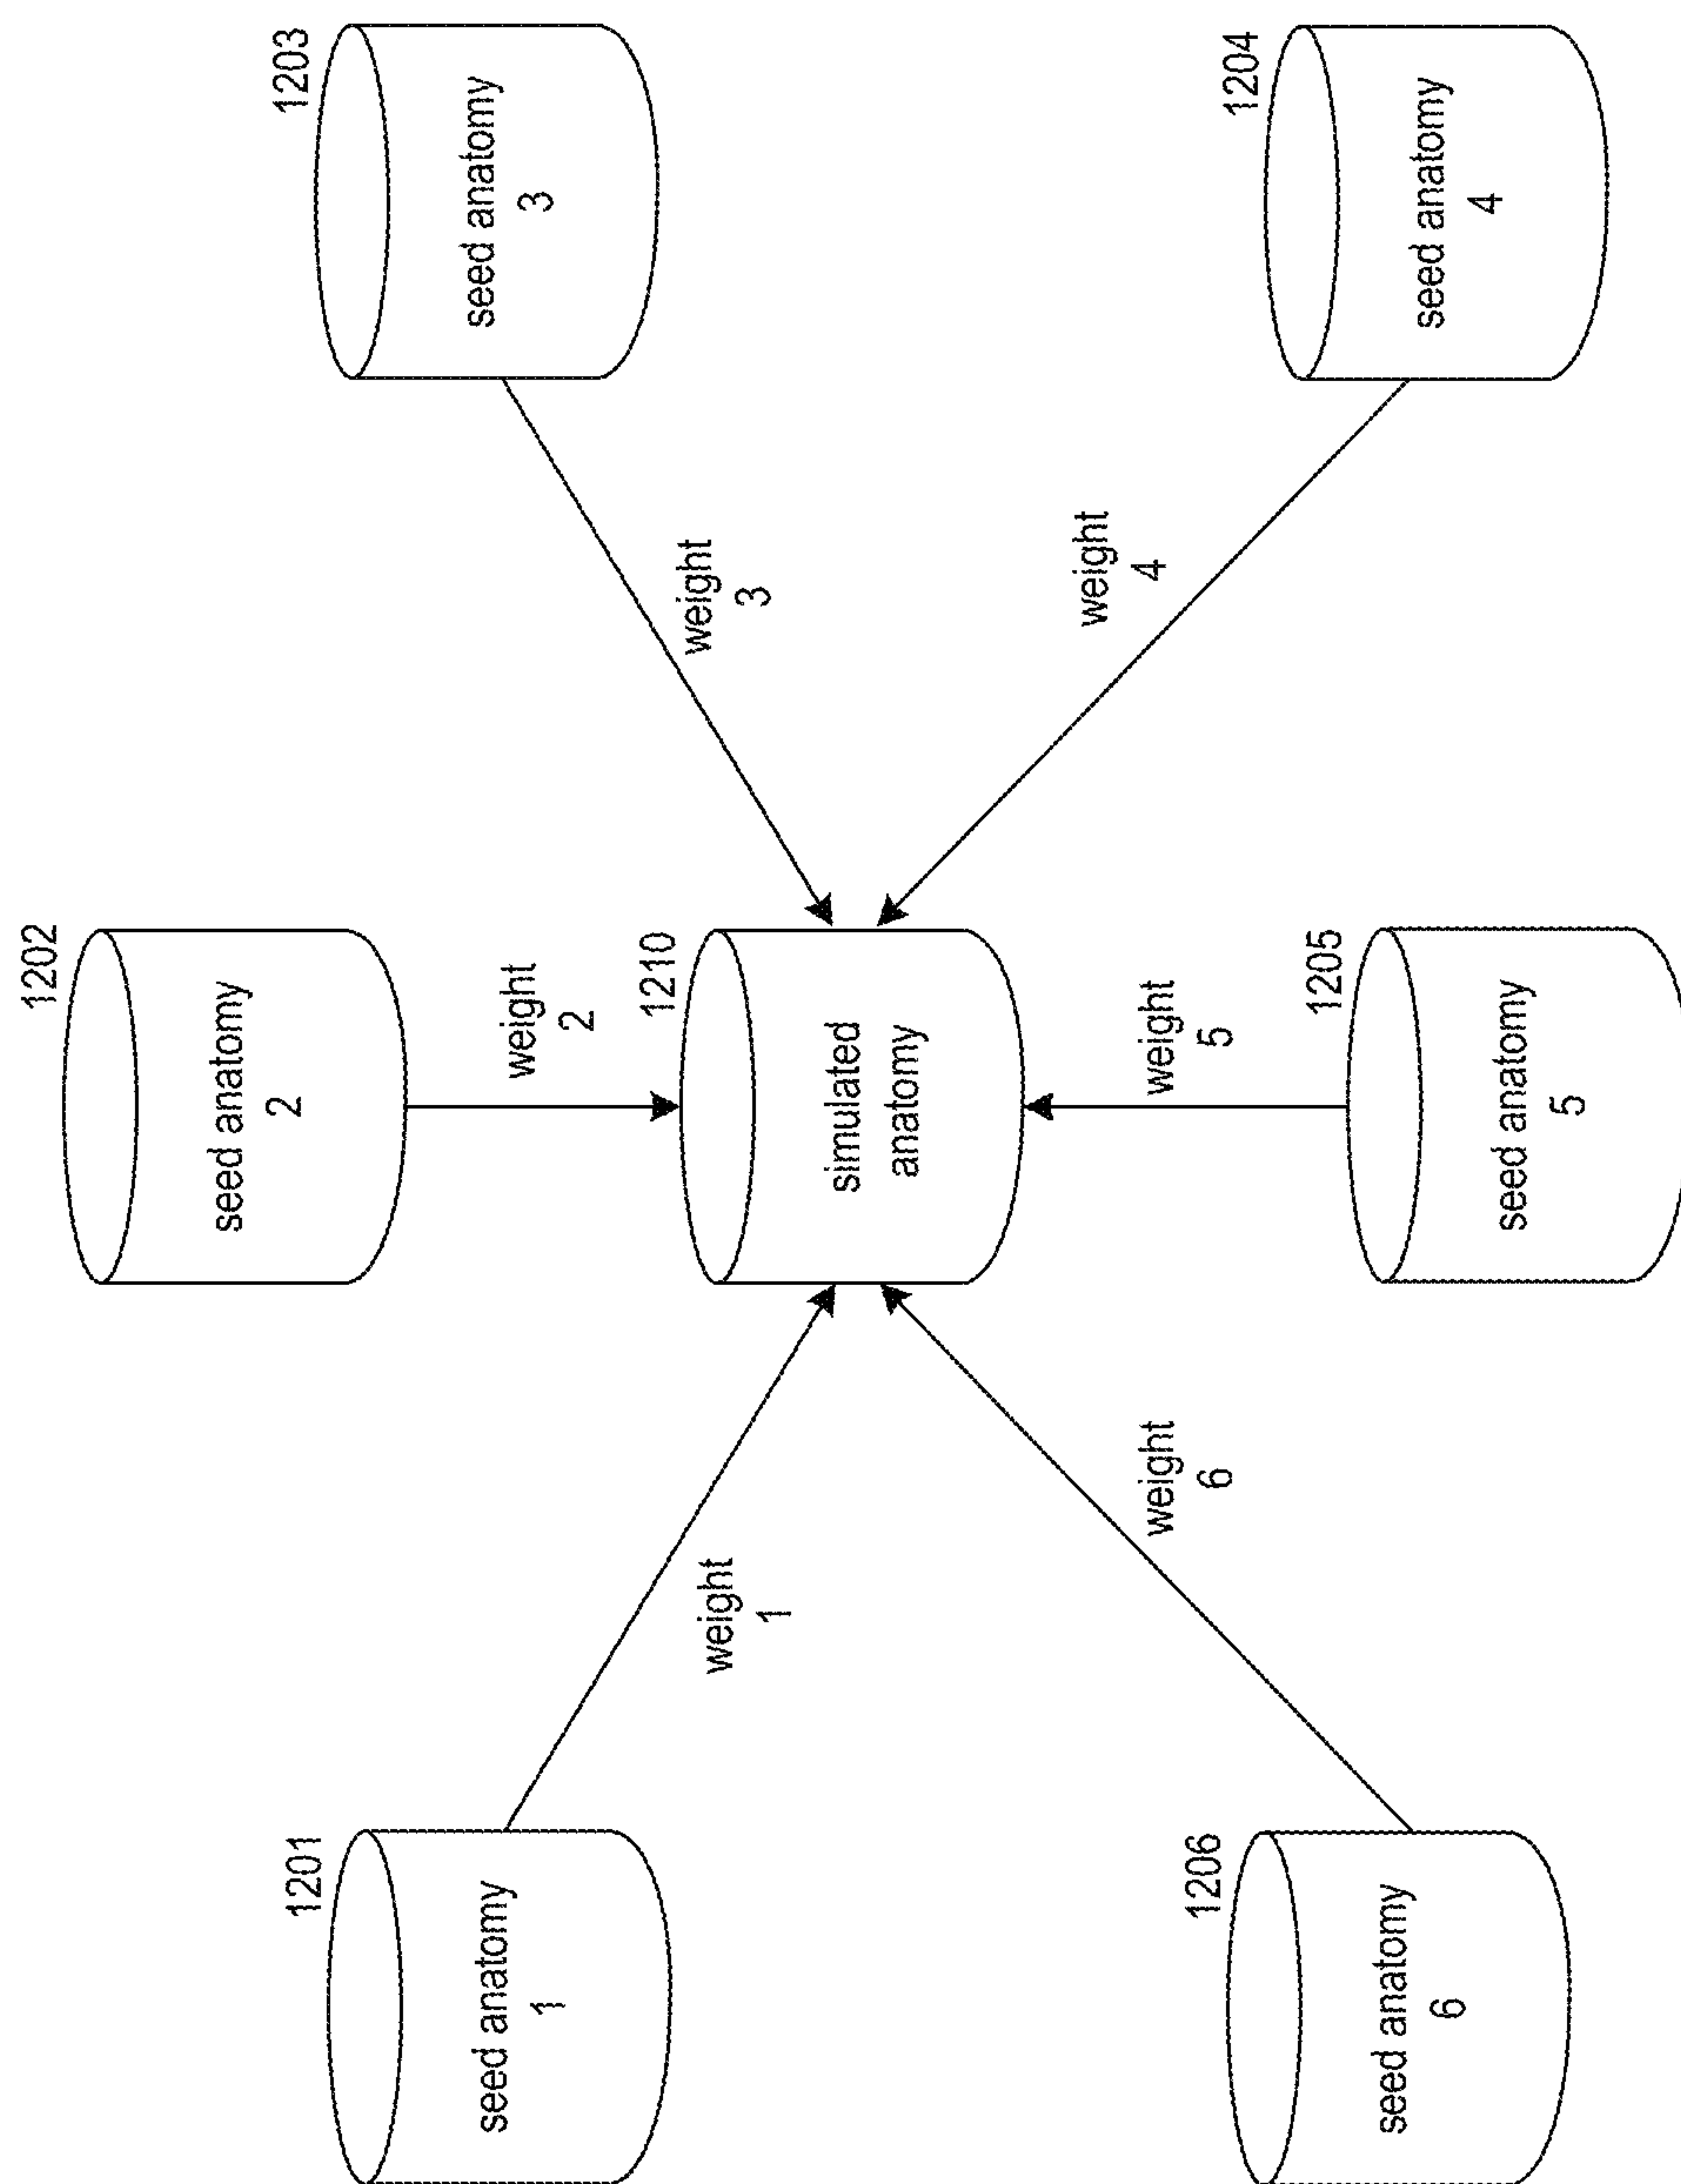 1202
seed anatomy
2
1201
seed anatomy
1
1203
seed anatomy
3
weight
2
weight
1
weight
3
1210
simulated
anatomy
weight
6
weight
5
weight
4
1206
seed anatomy
6
1205
seed anatomy
5
1204
seed anatomy
4